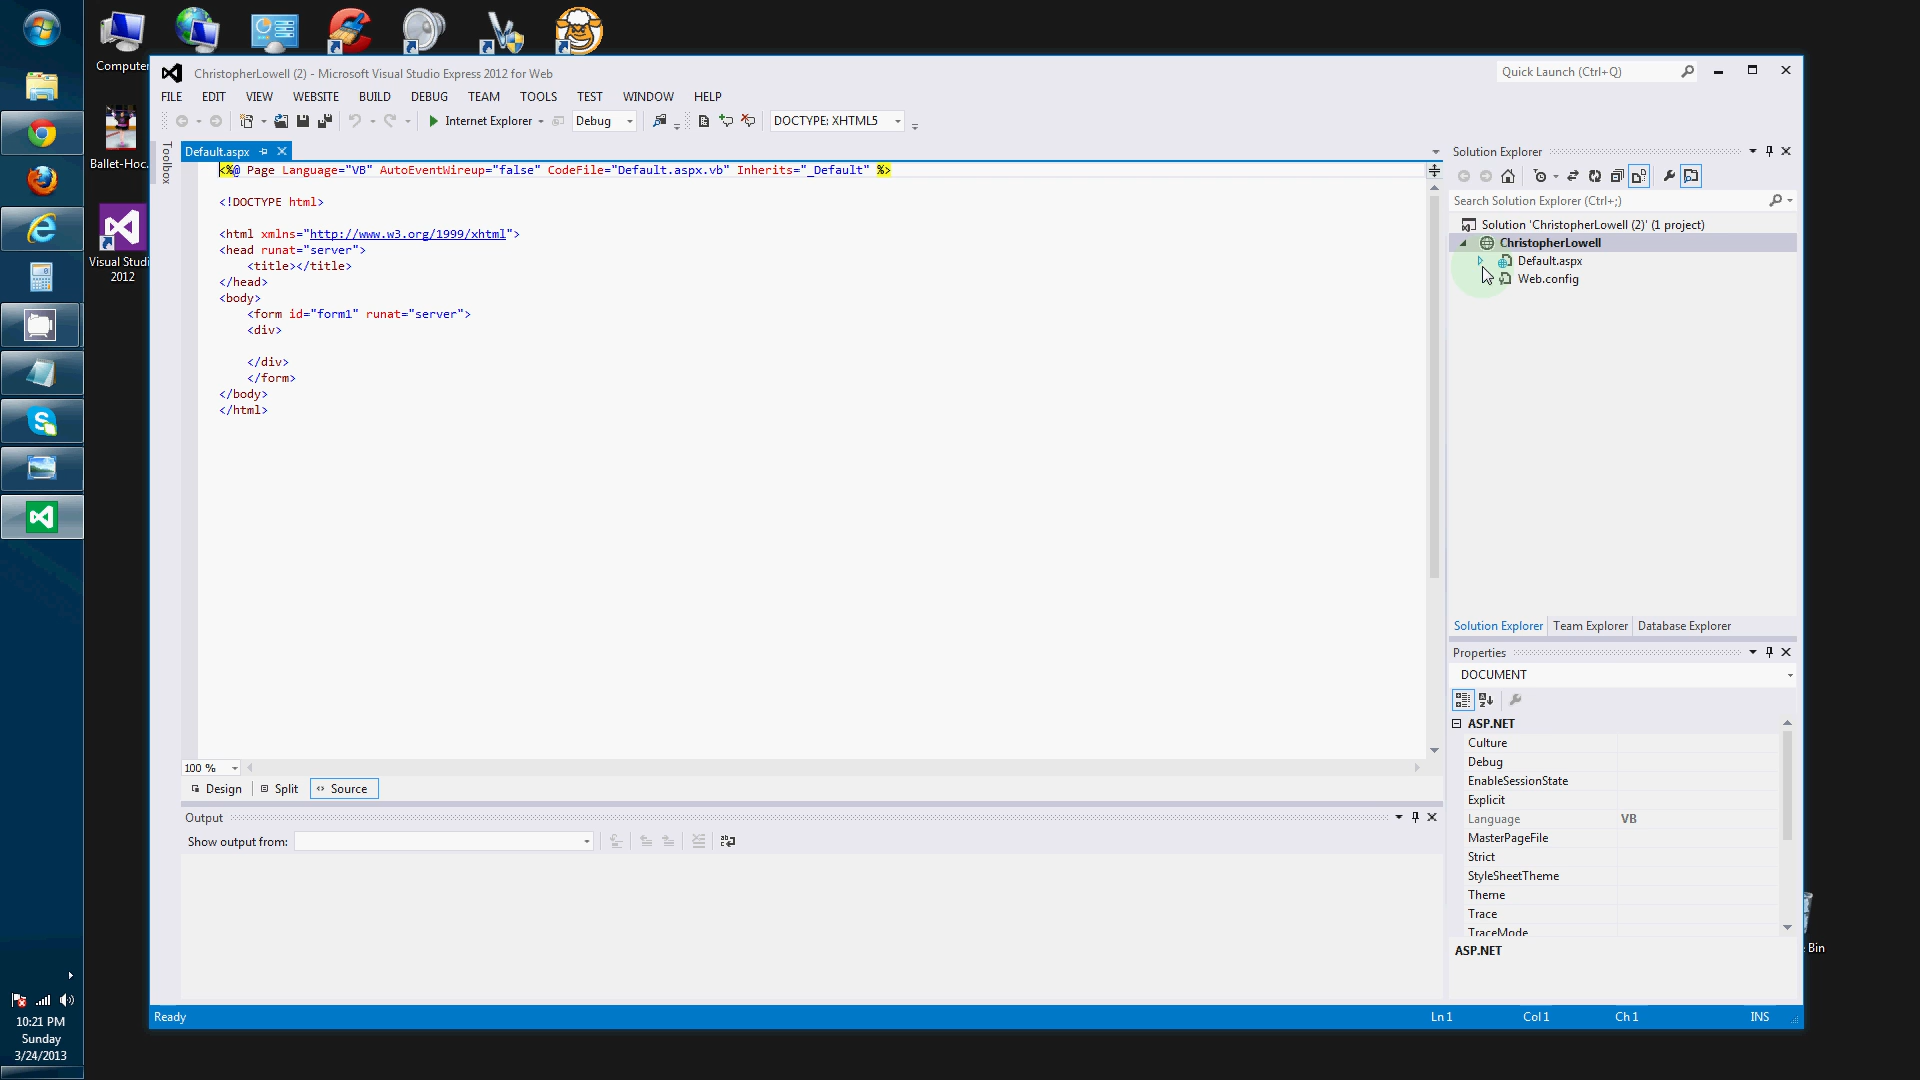 Computer
Ballet-Hoc...
Visual Studi
2012
ChristopherLowell (2) - Microsoft Visual Studio Express 2012 for Web
Quick Launch (Ctrl+Q)
FILE EDIT VIEW WEBSITE BUILD DEBUG TEAM TOOLS TEST WINDOW HELP
Internet Explorer Debug DOCTYPE: XHTML5
Toolbox
Default.aspx
<%@ Page Language="VB" AutoEventWireup="false" CodeFile="Default.aspx.vb" Inherits="_Default" %>
<!DOCTYPE html>
<html xmlns="http://www.w3.org/1999/xhtml">
<head runat="server">
<title></title>
</head>
<body>
<form id="form1" runat="server">
<div>
</div>
</form>
</body>
</html>
100 %
Design Split Source
Output
Show output from:
Solution Explorer
Search Solution Explorer (Ctrl+;)
Solution 'ChristopherLowell (2)' (1 project)
ChristopherLowell
Default.aspx
Web.config
Solution Explorer Team Explorer Database Explorer
Properties
DOCUMENT
ASP.NET
Culture
Debug
EnableSessionState
Explicit
Language VB
MasterPageFile
Strict
StyleSheetTheme
Theme
Trace
TraceMode
ASP.NET
Bin
Ready Ln 1 Col 1 Ch 1 INS
10:21 PM
Sunday
3/24/2013